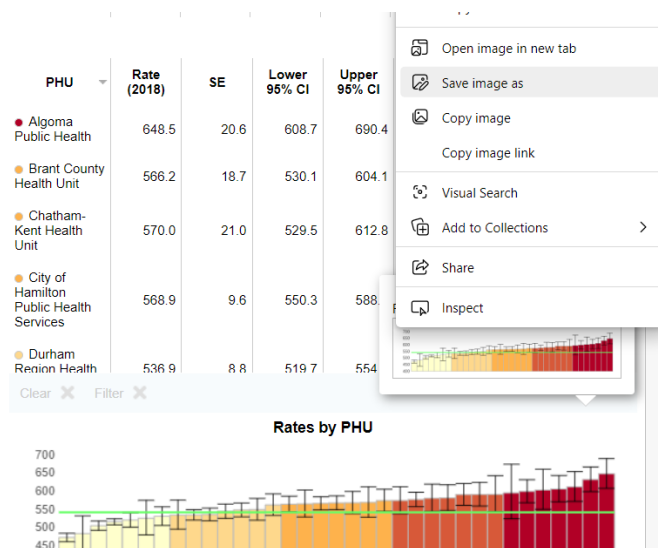 Open image in new tab
Save image as
Copy image
Copy image link
Visual Search
Add to Collections
Share
Inspect
PHU Rate (2018) SE Lower 95% CI Upper 95% CI
Algoma Public Health 648.5 20.6 608.7 690.4
Brant County Health Unit 566.2 18.7 530.1 604.1
Chatham-Kent Health Unit 570.0 21.0 529.5 612.8
City of Hamilton Public Health Services 568.9 9.6 550.3 588.
Durham Region Health 536.9 8.8 519.7 554
Clear Filter
Rates by PHU
700
650
600
550
500
450